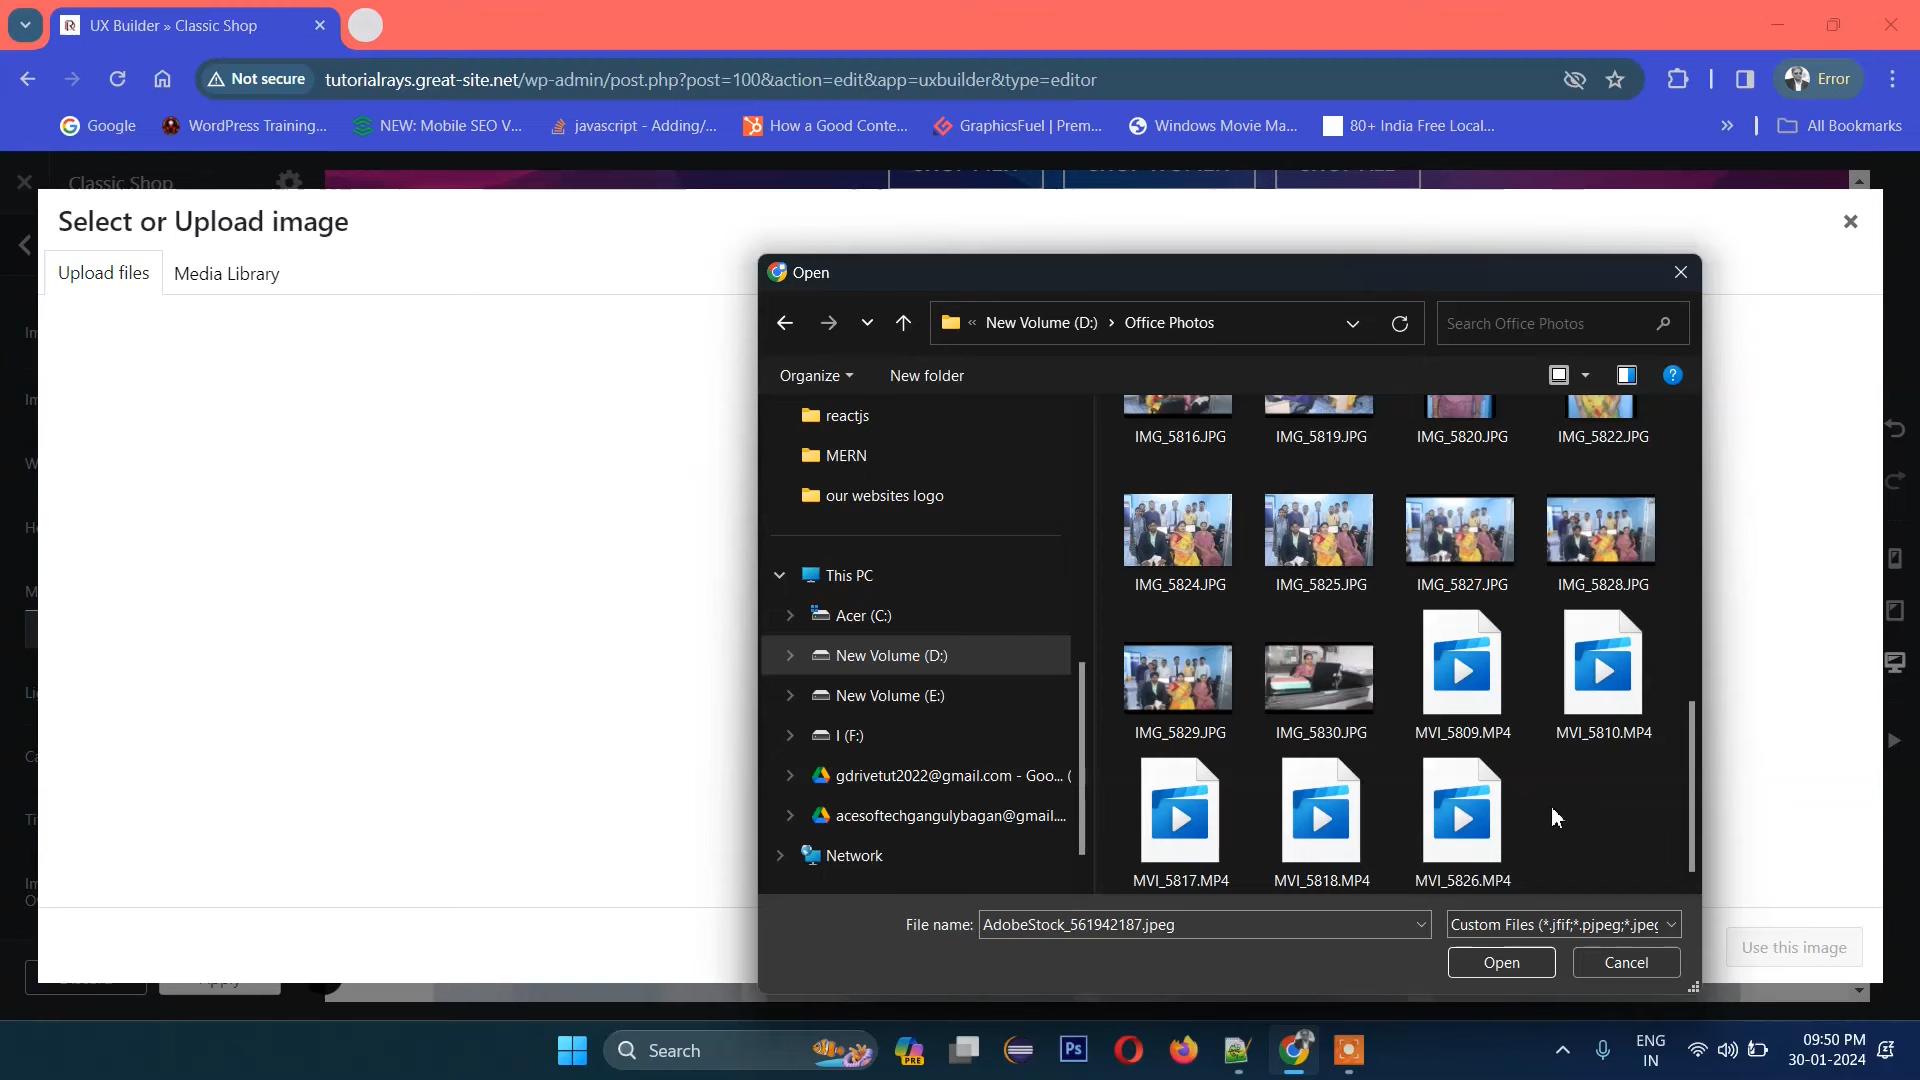 UX Builder » Classic Shop
Not secure
tutorialrays.great-site.net/wp-admin/post.php?post=100&action=edit&app=uxbuilder&type=editor
Error
Google
WordPress Training...
NEW: Mobile SEO V...
javascript - Adding/...
How a Good Conte...
GraphicsFuel | Prem...
Windows Movie Ma...
80+ India Free Local...
All Bookmarks
Classic Shop
Select or Upload image
Upload files
Media Library
Open
New Volume (D:)
Office Photos
Search Office Photos
Organize
New folder
reactjs
MERN
our websites logo
This PC
Acer (C:)
New Volume (D:)
New Volume (E:)
I (F:)
gdrivetut2022@gmail.com - Goo... (
acesoftechgangulybagan@gmail....
Network
IMG_5816.JPG
IMG_5819.JPG
IMG_5820.JPG
IMG_5822.JPG
IMG_5824.JPG
IMG_5825.JPG
IMG_5827.JPG
IMG_5828.JPG
IMG_5829.JPG
IMG_5830.JPG
MVI_5809.MP4
MVI_5810.MP4
MVI_5817.MP4
MVI_5818.MP4
MVI_5826.MP4
File name:
AdobeStock_561942187.jpeg
Custom Files (*.jfif;*.pjpeg;*.jpeg
Open
Cancel
Use this image
Apply
Search
PRE
Ps
ENG
IN
09:50 PM
30-01-2024